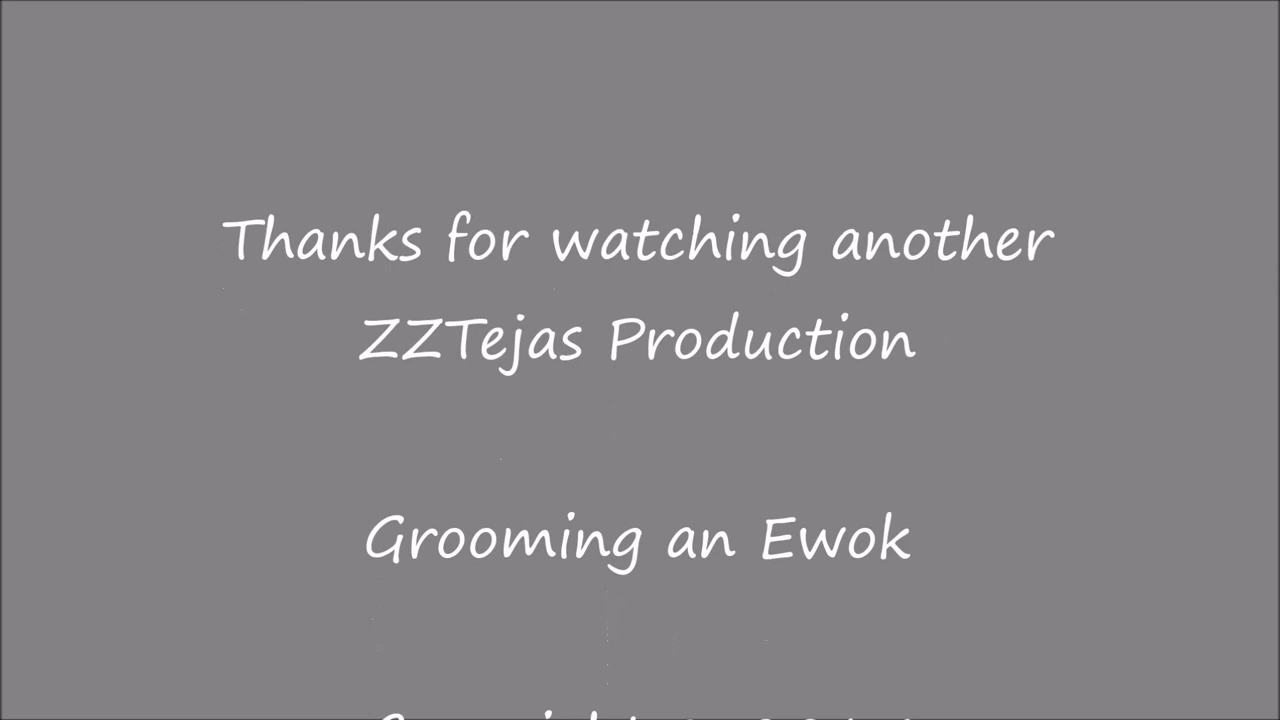 Thanks for watching another
ZZTejas Production
Grooming an Ewok